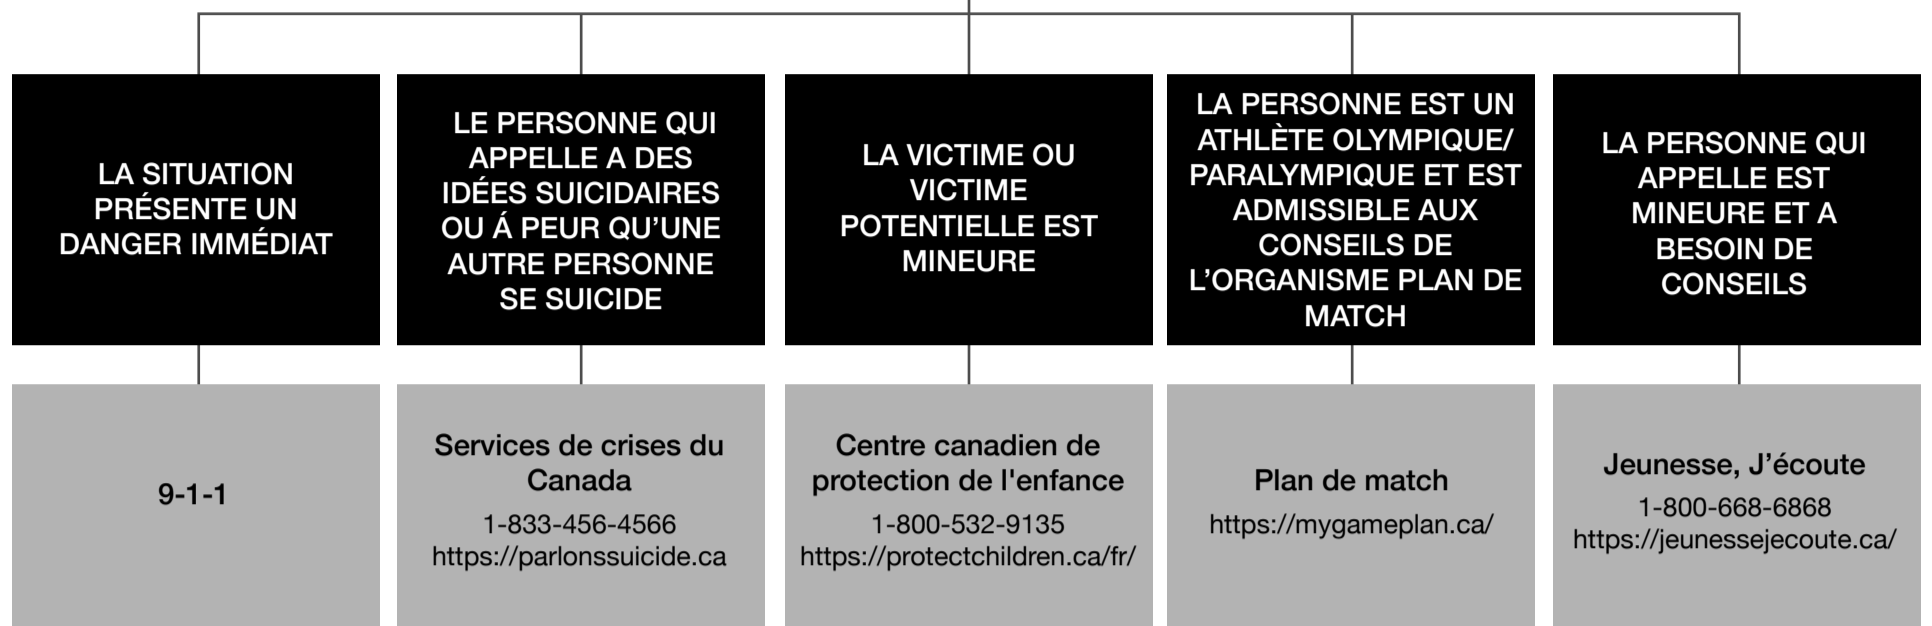 LA SITUATION
PRÉSENTE UN
DANGER IMMÉDIAT
LE PERSONNE QUI
APPELLE A DES
IDÉES SUICIDAIRES
OU Á PEUR QU’UNE
AUTRE PERSONNE
SE SUICIDE
LA VICTIME OU
VICTIME
POTENTIELLE EST
MINEURE
LA PERSONNE EST UN
ATHLÈTE OLYMPIQUE/
PARALYMPIQUE ET EST
ADMISSIBLE AUX
CONSEILS DE
L’ORGANISME PLAN DE
MATCH
LA PERSONNE QUI
APPELLE EST
MINEURE ET A
BESOIN DE
CONSEILS
9-1-1
Services de crises du
Canada
1-833-456-4566
https://parlonssuicide.ca
Centre canadien de
protection de l'enfance
1-800-532-9135
https://protectchildren.ca/fr/
Plan de match
https://mygameplan.ca/
Jeunesse, J’écoute
1-800-668-6868
https://jeunessejecoute.ca/